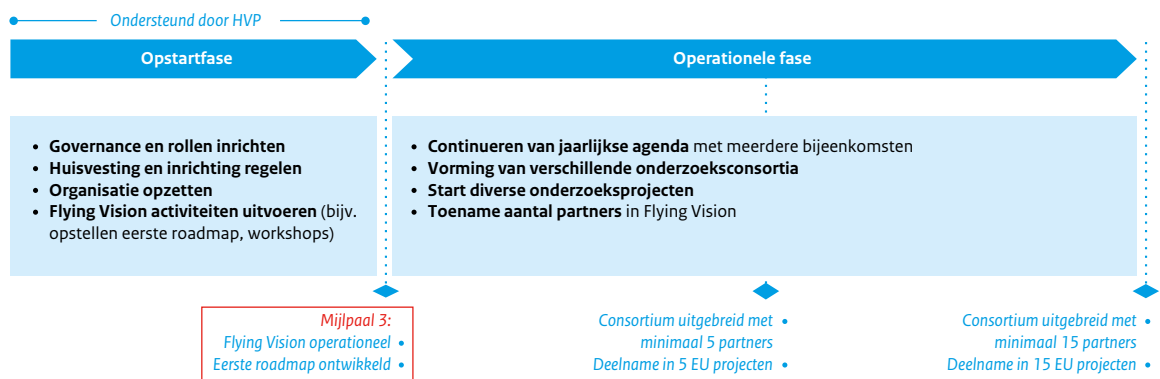 Ondersteund door HVP
Opstartfase
Operationele fase
• Governance en rollen inrichten
• Huisvesting en inrichting regelen
• Organisatie opzetten
• Flying Vision activiteiten uitvoeren (bijv.
opstellen eerste roadmap, workshops)
• Continueren van jaarlijkse agenda met meerdere bijeenkomsten
• Vorming van verschillende onderzoeksconsortia
• Start diverse onderzoeksprojecten
• Toename aantal partners in Flying Vision
Mijlpaal 3:
Flying Vision operationeel •
Eerste roadmap ontwikkeld •
Consortium uitgebreid met •
minimaal 5 partners
Deelname in 5 EU projecten •
Consortium uitgebreid met •
minimaal 15 partners
Deelname in 15 EU projecten •